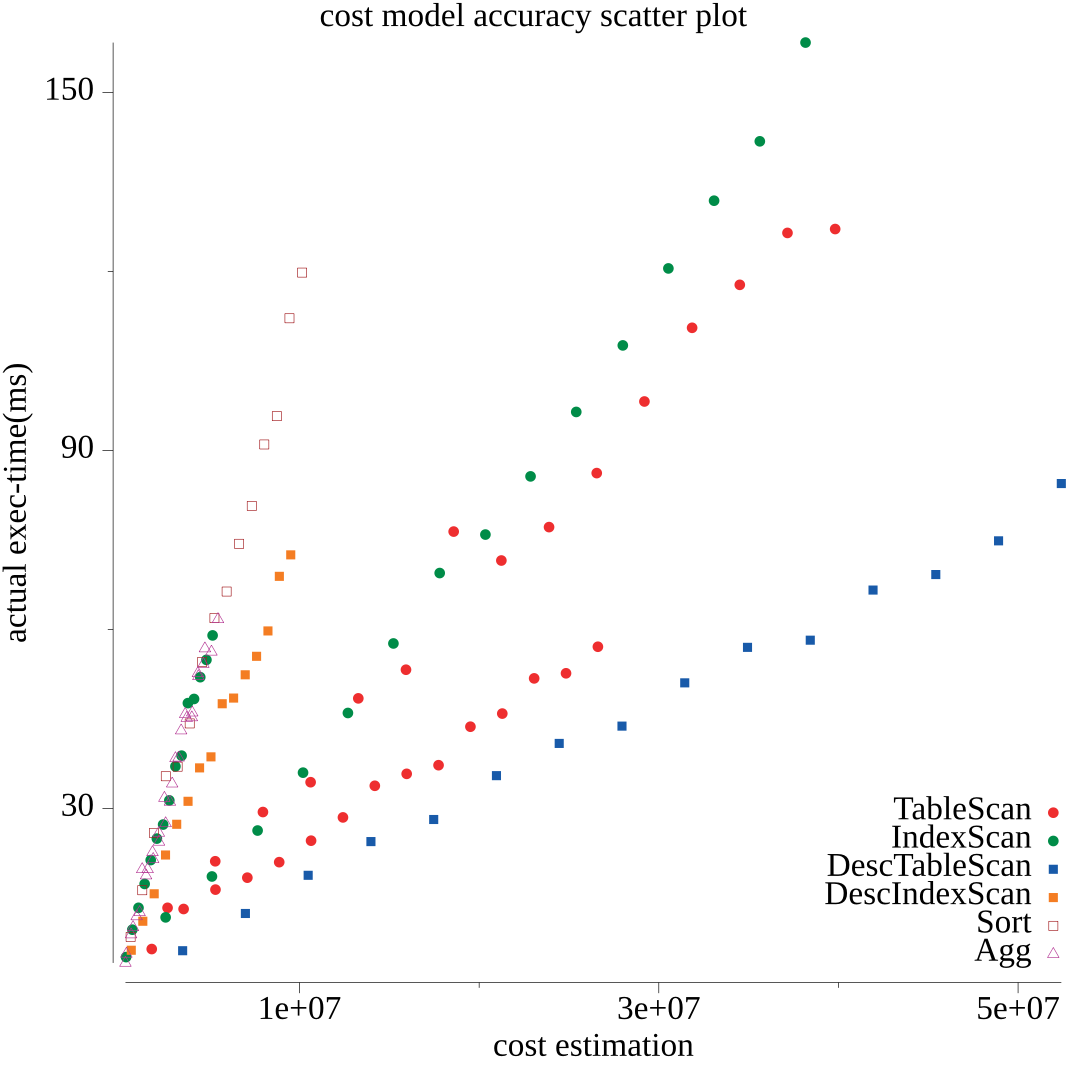 cost model accuracy scatter plot
150
90
30
actual exec-time(ms)
TableScan
IndexScan
DescTableScan
DescIndexScan
Sort
Agg
1e+07
3e+07
5e+07
cost estimation